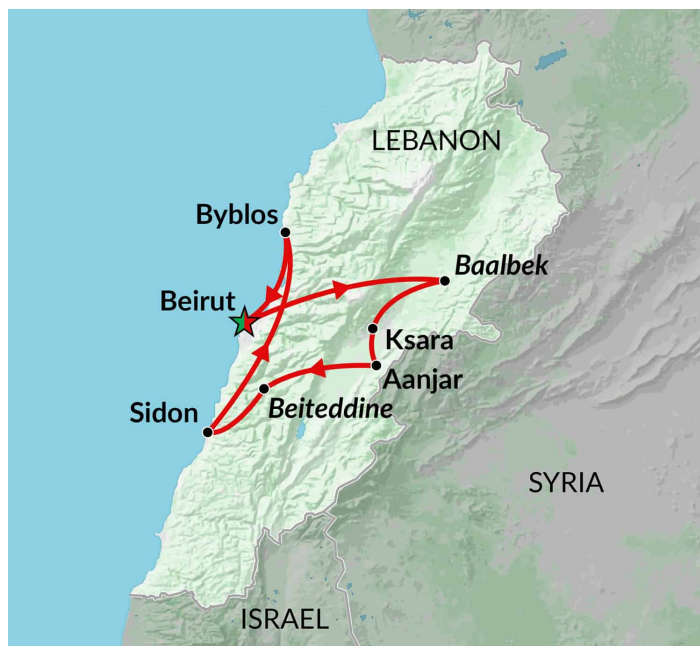 LEBANON
Byblos
Baalbek
Beirut
Ksara
Aanjar
Beiteddine
Sidon
SYRIA
ISRAEL